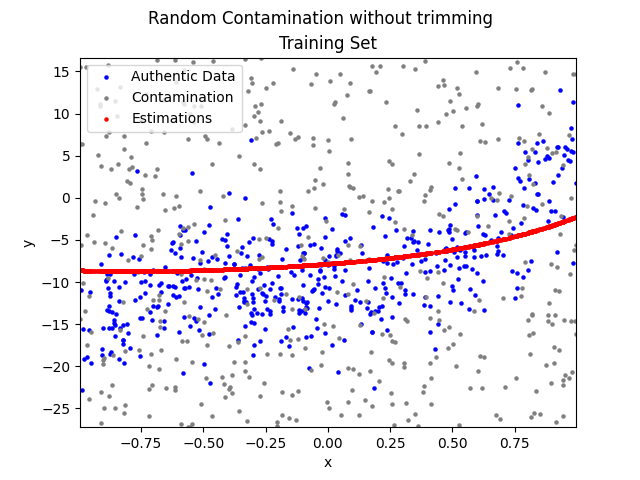 Random Contamination without trimming
Training Set
Authentic Data
Contamination
Estimations
15
10
5
0
−5
−10
−15
−20
−25
y
−0.75 −0.50 −0.25 0.00 0.25 0.50 0.75
x